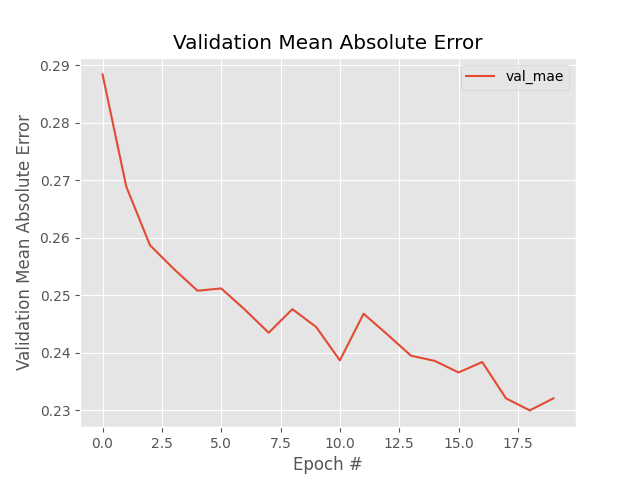 Validation Mean Absolute Error
val_mae
Validation Mean Absolute Error
0.29
0.28
0.27
0.26
0.25
0.24
0.23
0.0 2.5 5.0 7.5 10.0 12.5 15.0 17.5
Epoch #